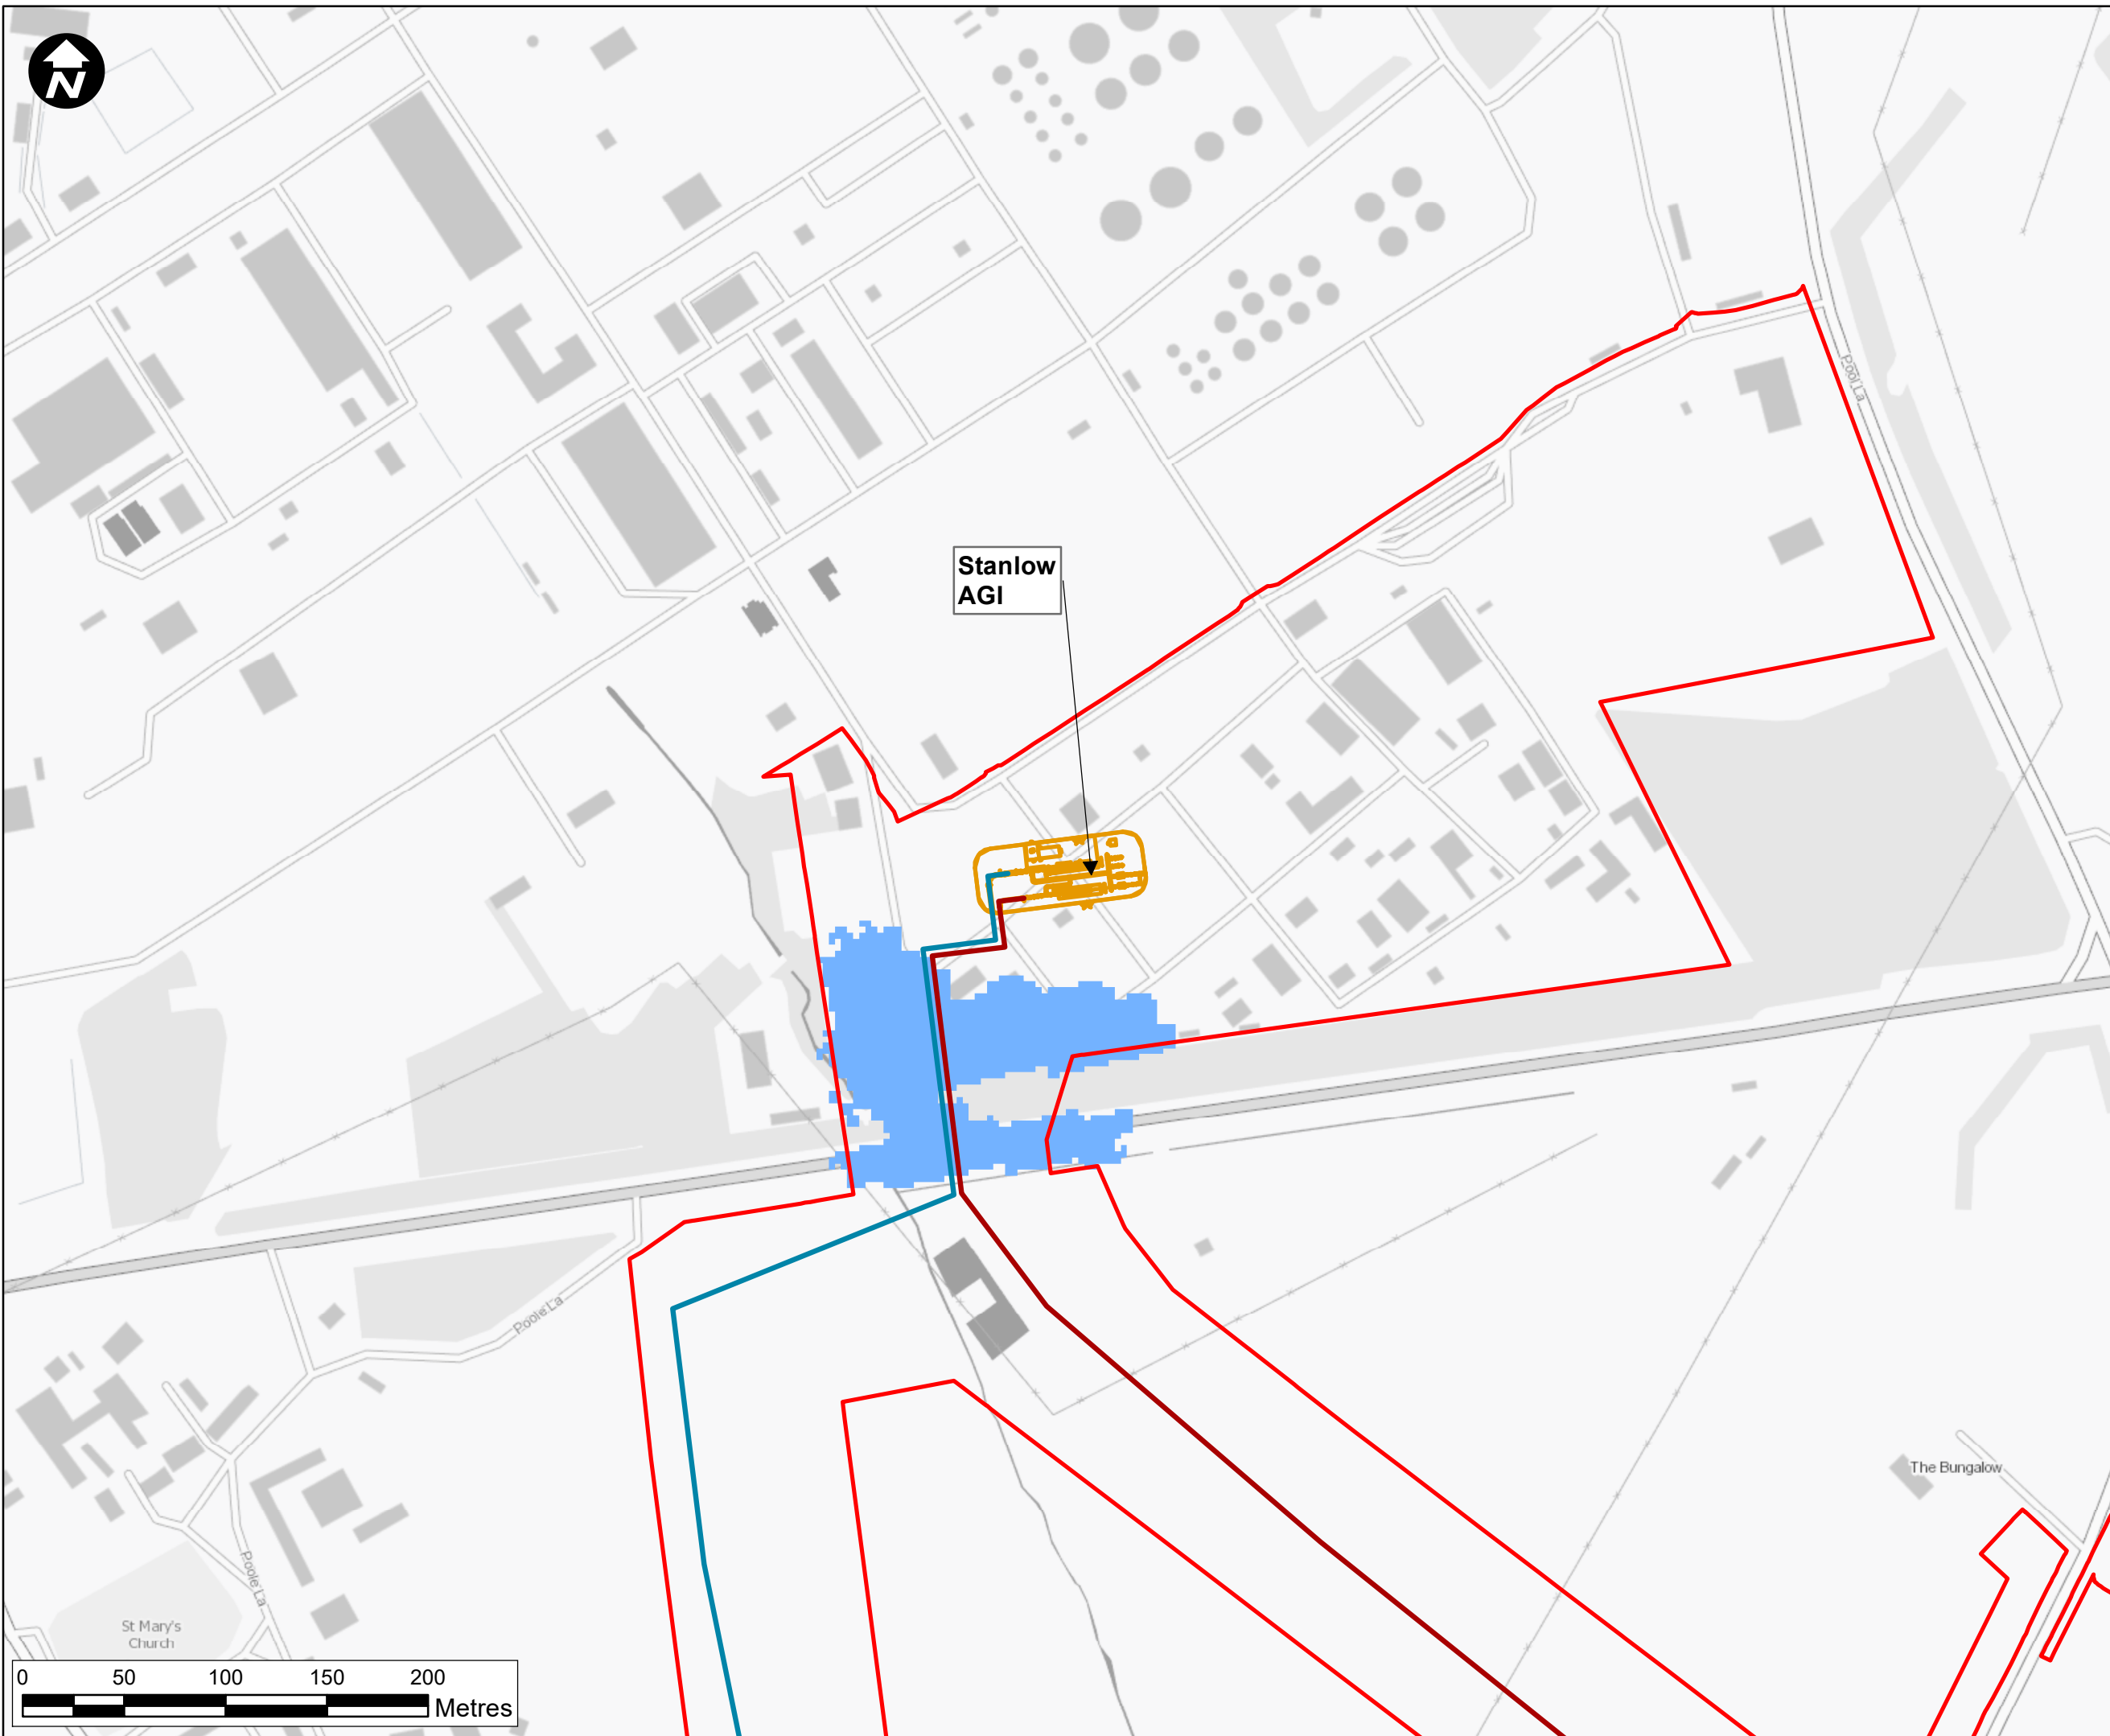 N
Pool La
Stanlow
AGI
Poole La
The Bungalow
Poole La
St Mary's
Church
0 50 100 150 200
Metres